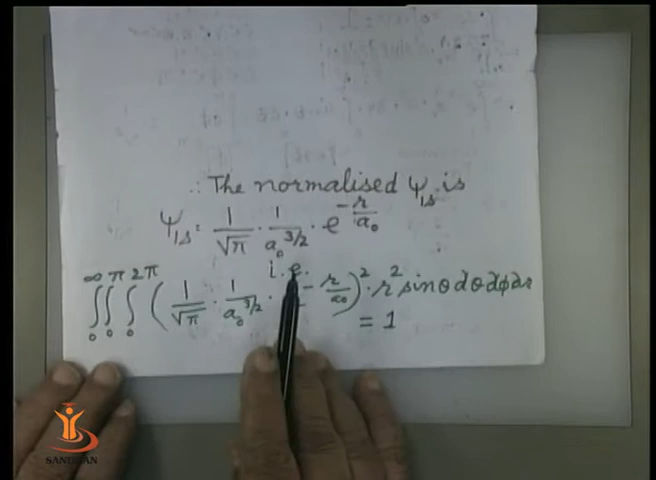 ∴ The normalised ψ₁ₛ is
ψ₁ₛ = 1/√π · 1/a₀^3/2 · e^-r/a₀
i.e.
∞∫₀ π∫₀ 2π∫₀ (1/√π · 1/a₀^3/2 · -r/a₀)² · r² sinθ dθ dφ dr
= 1
SANDHAN